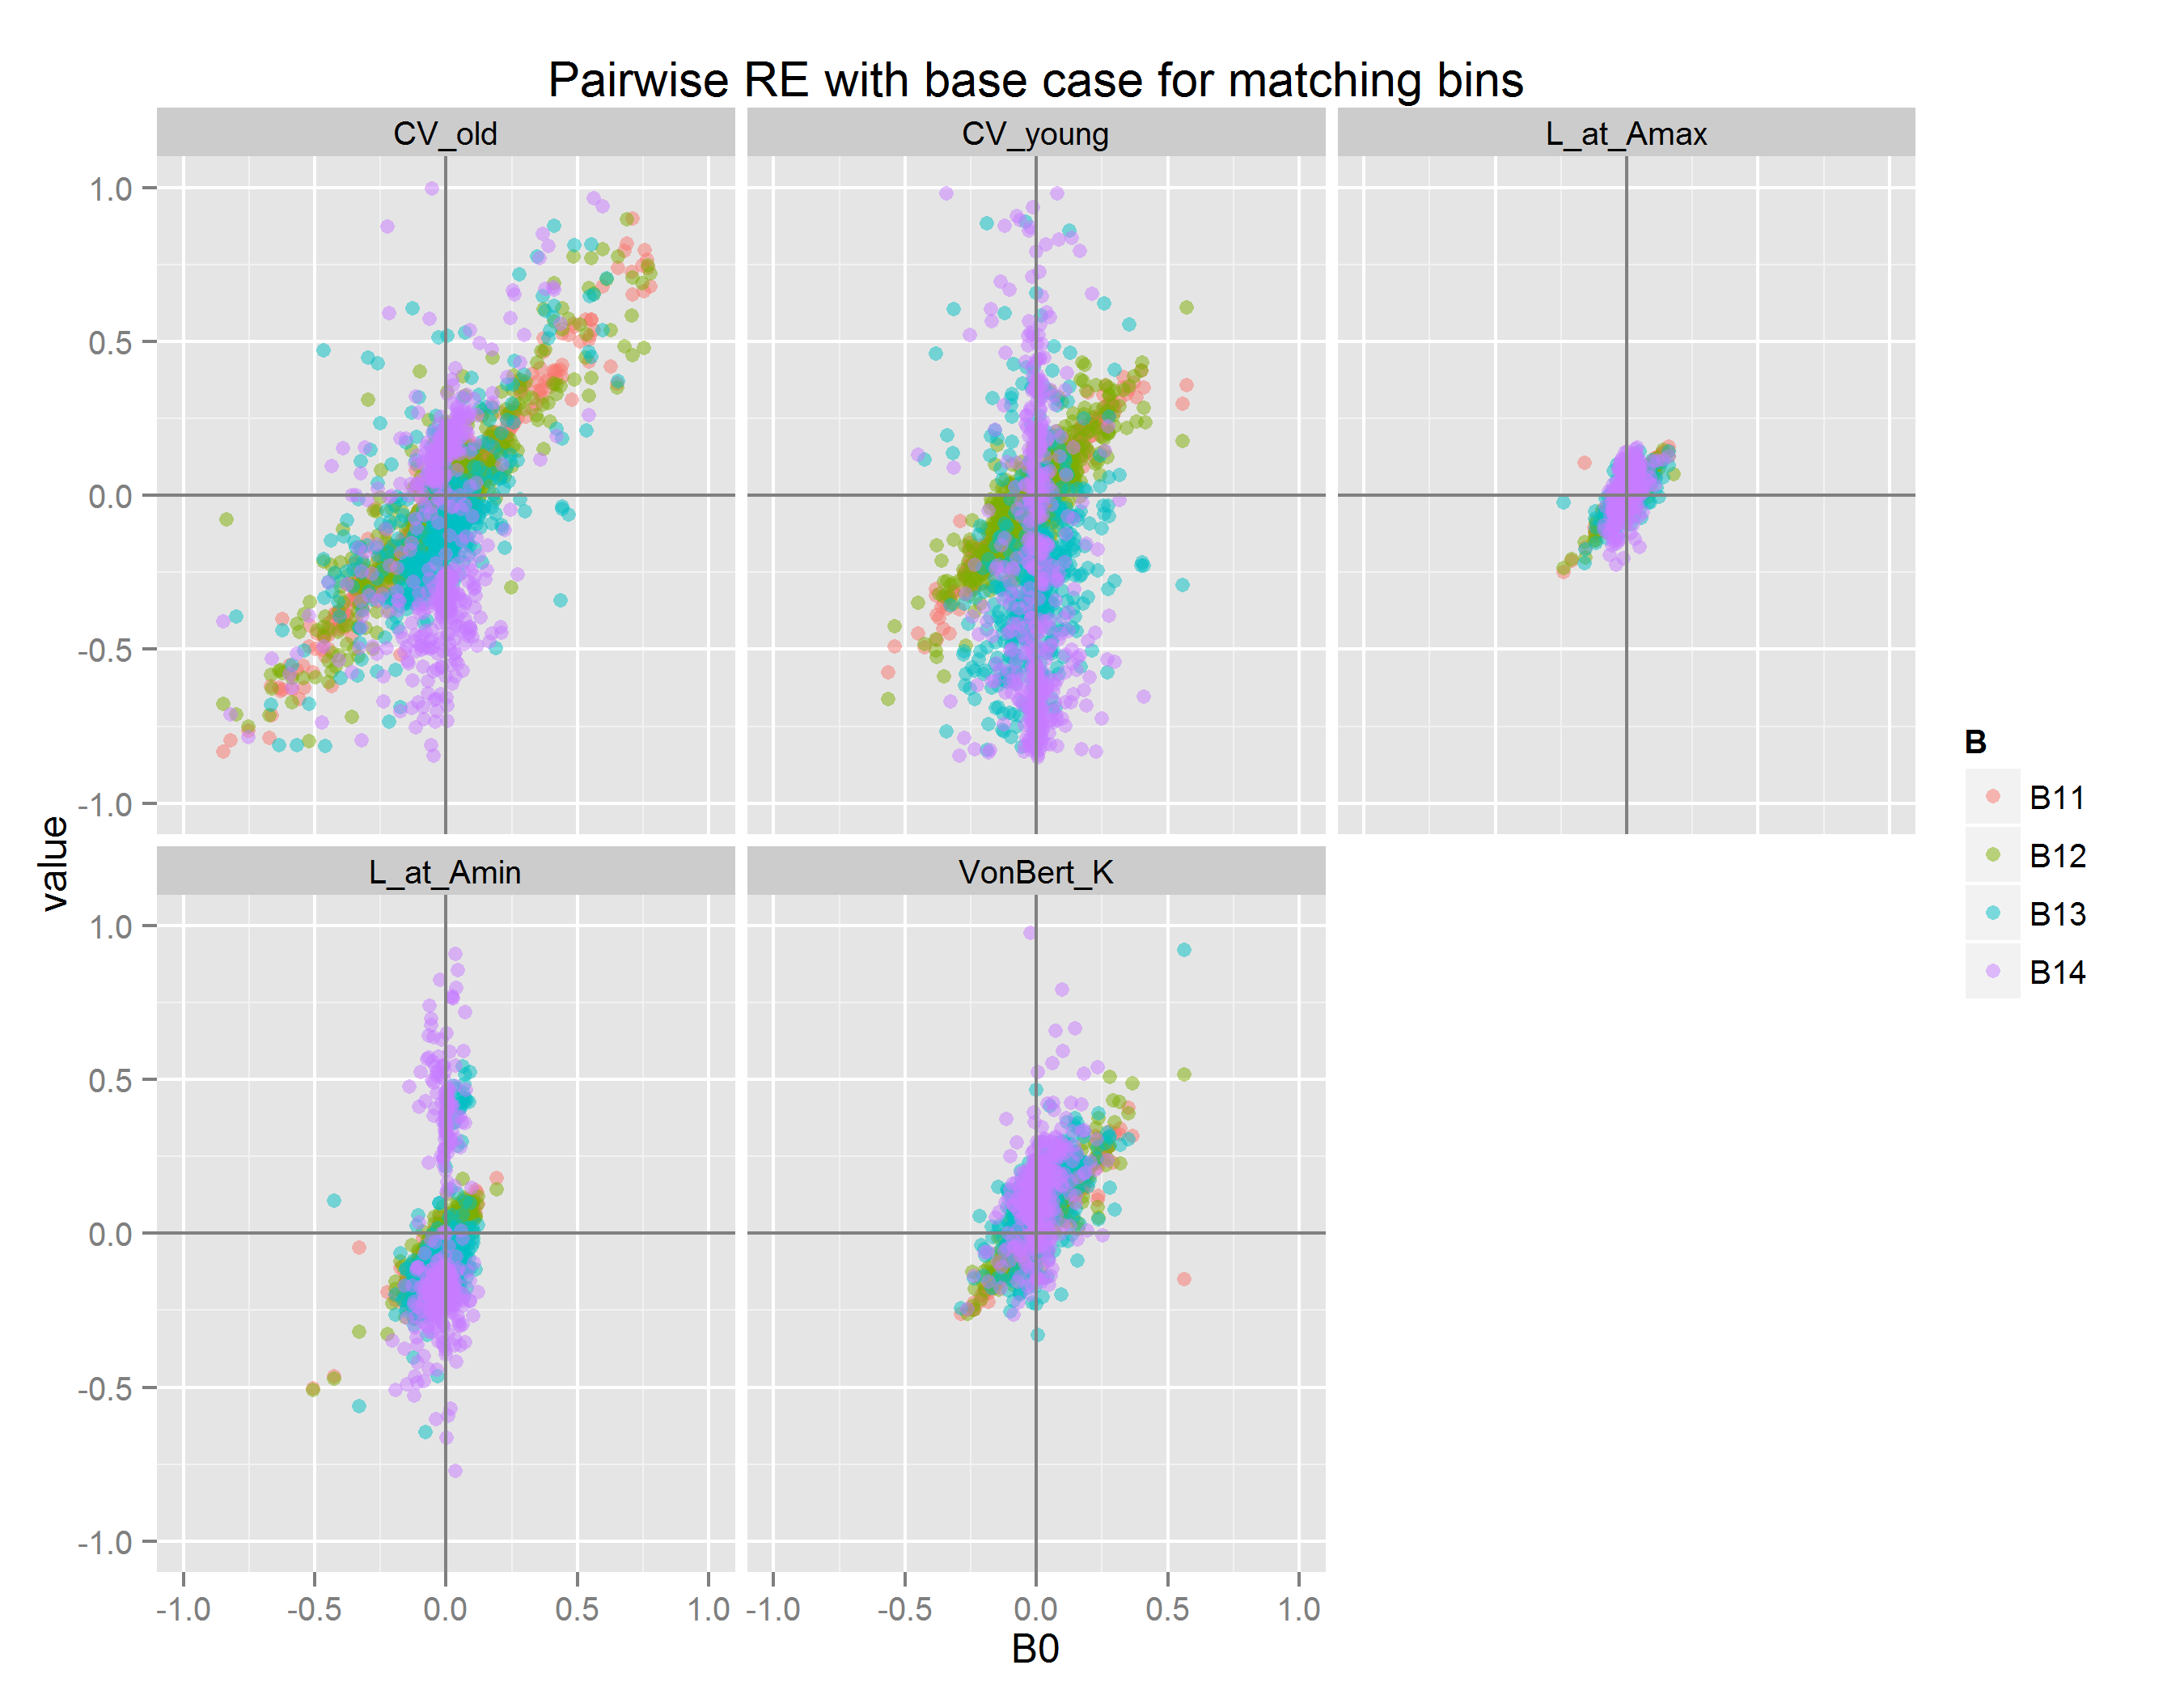 Pairwise RE with base case for matching bins
CV_old CV_young L_at_Amax
1.0
0.5
0.0
-0.5
-1.0
L_at_Amin VonBert_K
1.0
0.5
0.0
-0.5
-1.0
value
-1.0 -0.5 0.0 0.5 1.0 -1.0 -0.5 0.0 0.5 1.0
B0
B
B11
B12
B13
B14